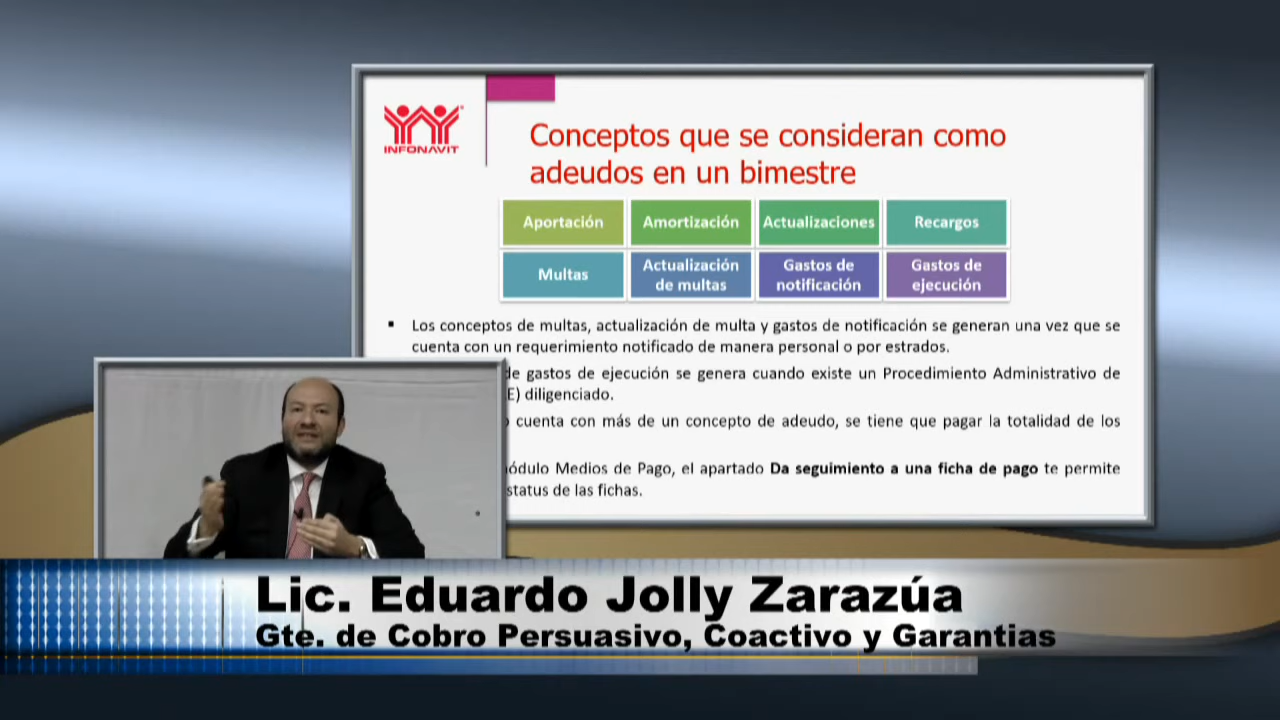 INFONAVIT
Conceptos que se consideran como
adeudos en un bimestre
Aportación
Amortización
Actualizaciones
Recargos
Multas
Actualización
de multas
Gastos de
notificación
Gastos de
ejecución
Los conceptos de multas, actualización de multa y gastos de notificación se generan una vez que se
cuenta con un requerimiento notificado de manera personal o por estrados.
de gastos de ejecución se genera cuando existe un Procedimiento Administrativo de
E) diligenciado.
cuenta con más de un concepto de adeudo, se tiene que pagar la totalidad de los
módulo Medios de Pago, el apartado Da seguimiento a una ficha de pago te permite
status de las fichas.
Lic. Eduardo Jolly Zarazúa
Gte. de Cobro Persuasivo, Coactivo y Garantias